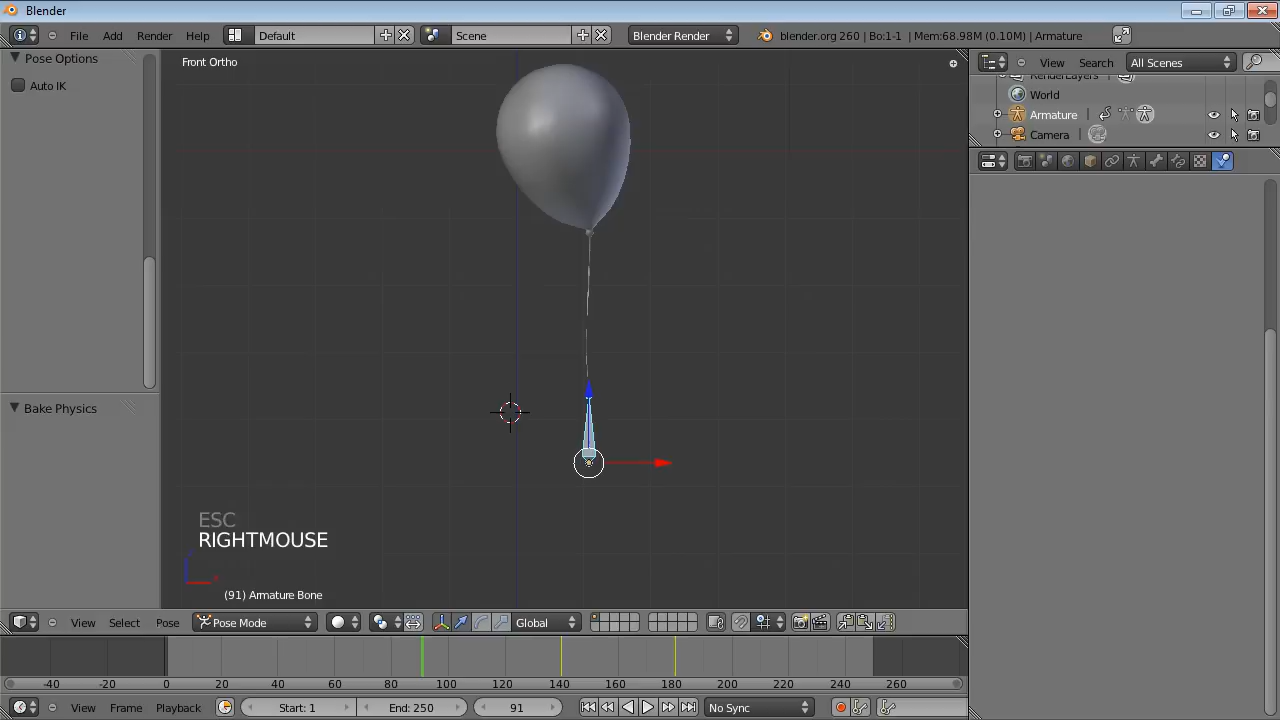 Blender
File Add Render Help Default Scene Blender Render blender.org 260 | Bo:1-1 | Mem:68.98M (0.10M) | Armature
Pose Options
Auto IK
Bake Physics
Front Ortho
ESC
RIGHTMOUSE
(91) Armature Bone
View Search All Scenes
RenderLayers
World
Armature
Camera
View Select Pose Pose Mode Global
-40 -20 0 20 40 60 80 100 120 140 160 180 200 220 240 260
View Frame Playback Start: 1 End: 250 91 No Sync